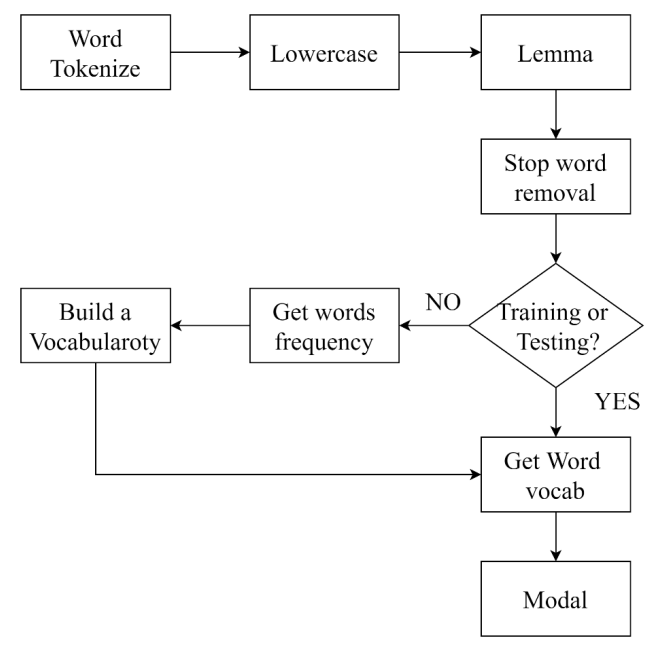 Word
Tokenize
Lowercase
Lemma
Stop word
removal
Training or
Testing?
NO
Get words
frequency
Build a
Vocabularoty
YES
Get Word
vocab
Modal